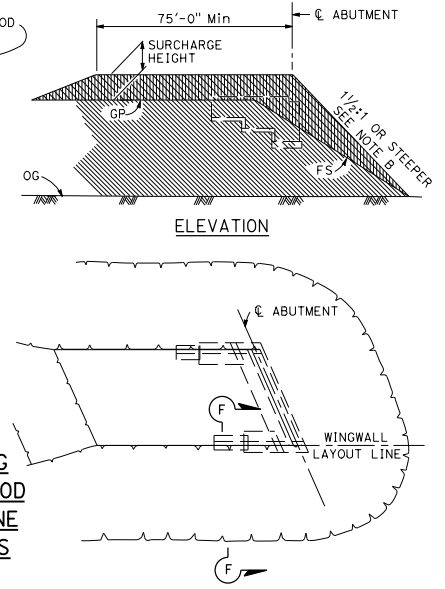 OD
75'-0" Min
℄ ABUTMENT
SURCHARGE
HEIGHT
GP
1½:1 OR STEEPER
SEE NOTE B
FS
OG
ELEVATION
℄ ABUTMENT
F
WINGWALL
LAYOUT LINE
G
OD
NE
S
F